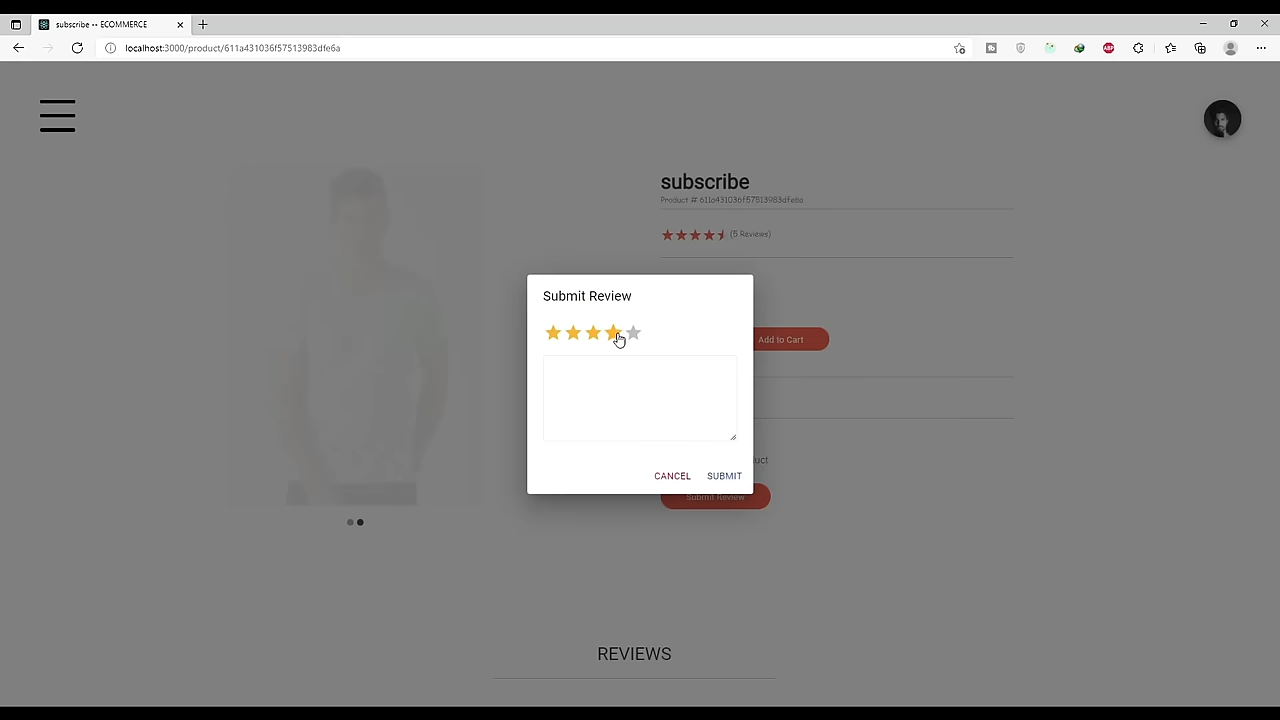 subscribe -- ECOMMERCE
localhost:3000/product/611a431036f57513983dfe6a
subscribe
Product # 611a431036f57513983dfe6a
(5 Reviews)
Submit Review
Add to Cart
CANCEL
SUBMIT
Submit Review
REVIEWS
ABP